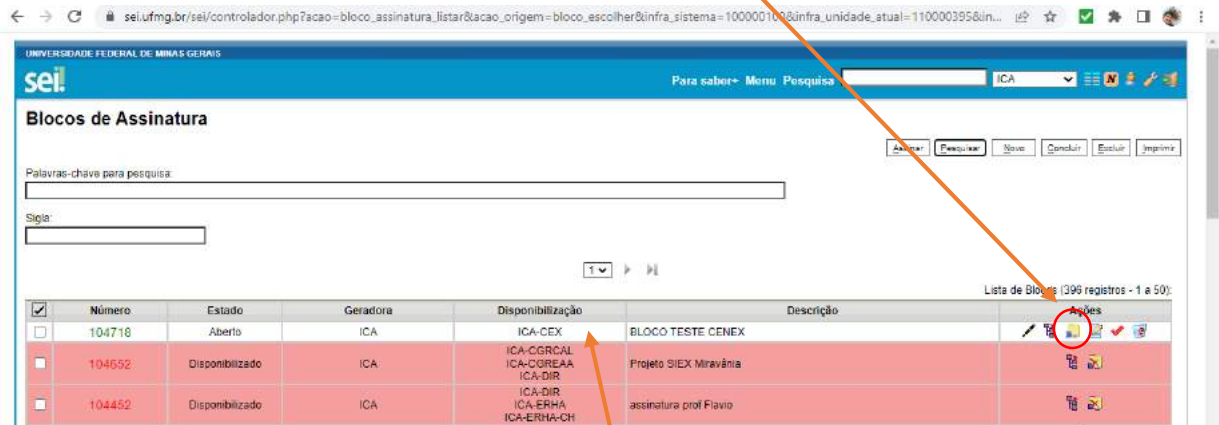 sei.ufmg.br/sei/controlador.php?acao=bloco_assinatura_listar&acao_origem=bloco_escolher&infra_sistema=100000100&infra_unidade_atual=110000395&in...
UNIVERSIDADE FEDERAL DE MINAS GERAIS
sei!
Para saber+ Menu Pesquisa ICA N
Blocos de Assinatura
Assinar Pesquisar Novo Concluir Excluir Imprimir
Palavras-chave para pesquisa:
Sigla:
1
Lista de Blocos (396 registros - 1 a 50):
Número Estado Geradora Disponibilização Descrição Ações
104718 Aberto ICA ICA-CEX BLOCO TESTE CENEX
104652 Disponibilizado ICA ICA-CGRCAL ICA-CGREAA ICA-DIR Projeto SIEX Miravânia
104452 Disponibilizado ICA ICA-DIR ICA-ERHA ICA-ERHA-CH assinatura prof Flavio